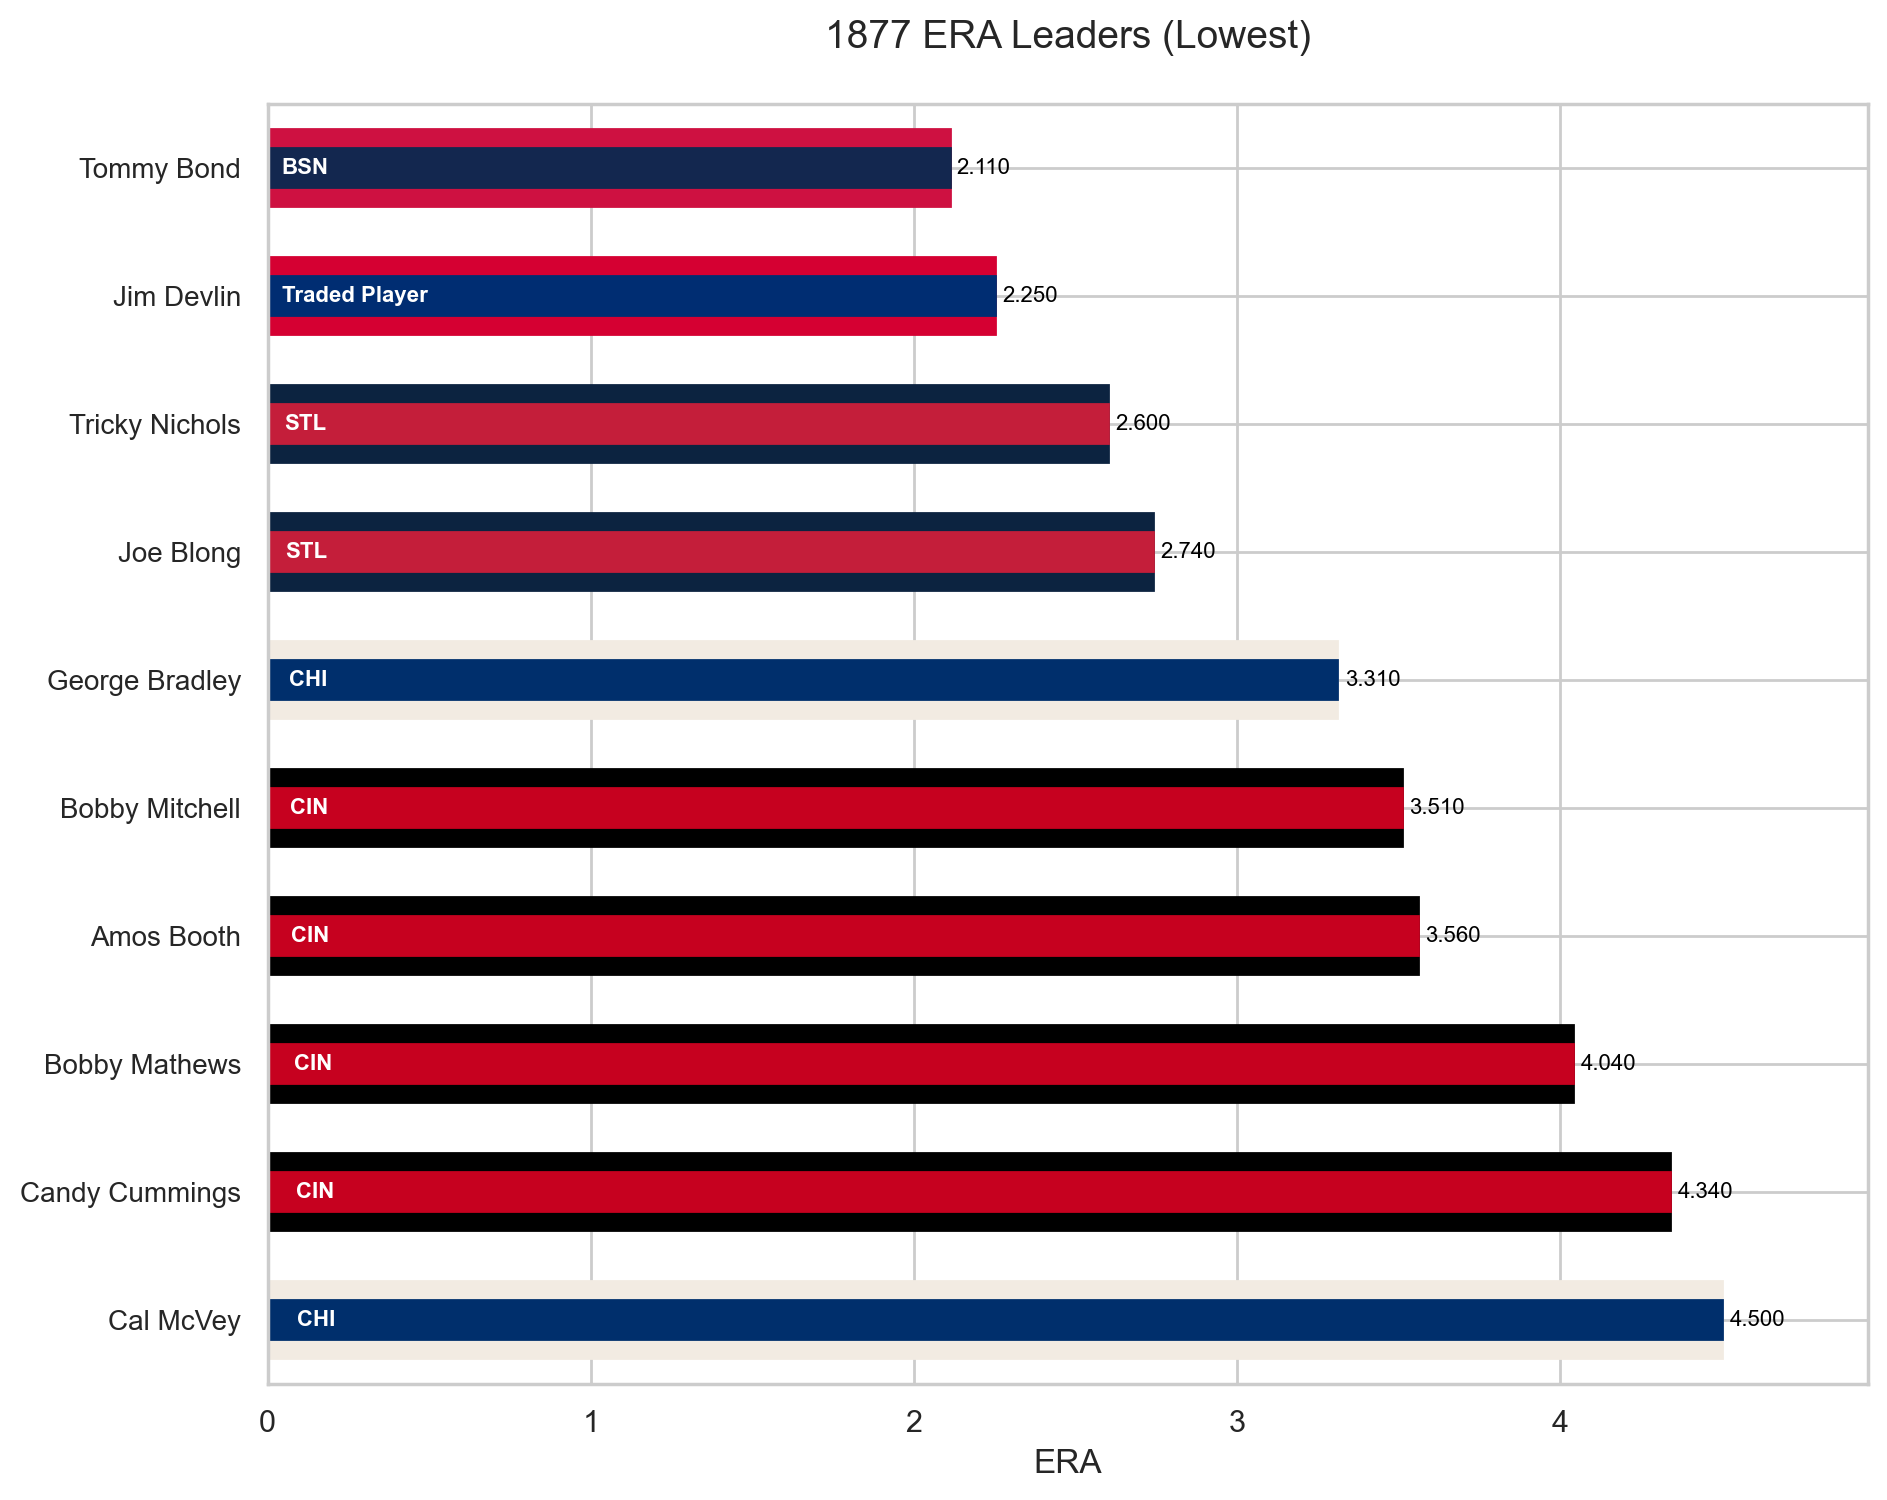 1877 ERA Leaders (Lowest)
Tommy Bond BSN 2.110
Jim Devlin Traded Player 2.250
Tricky Nichols STL 2.600
Joe Blong STL 2.740
George Bradley CHI 3.310
Bobby Mitchell CIN 3.510
Amos Booth CIN 3.560
Bobby Mathews CIN 4.040
Candy Cummings CIN 4.340
Cal McVey CHI 4.500
0 1 2 3 4
ERA